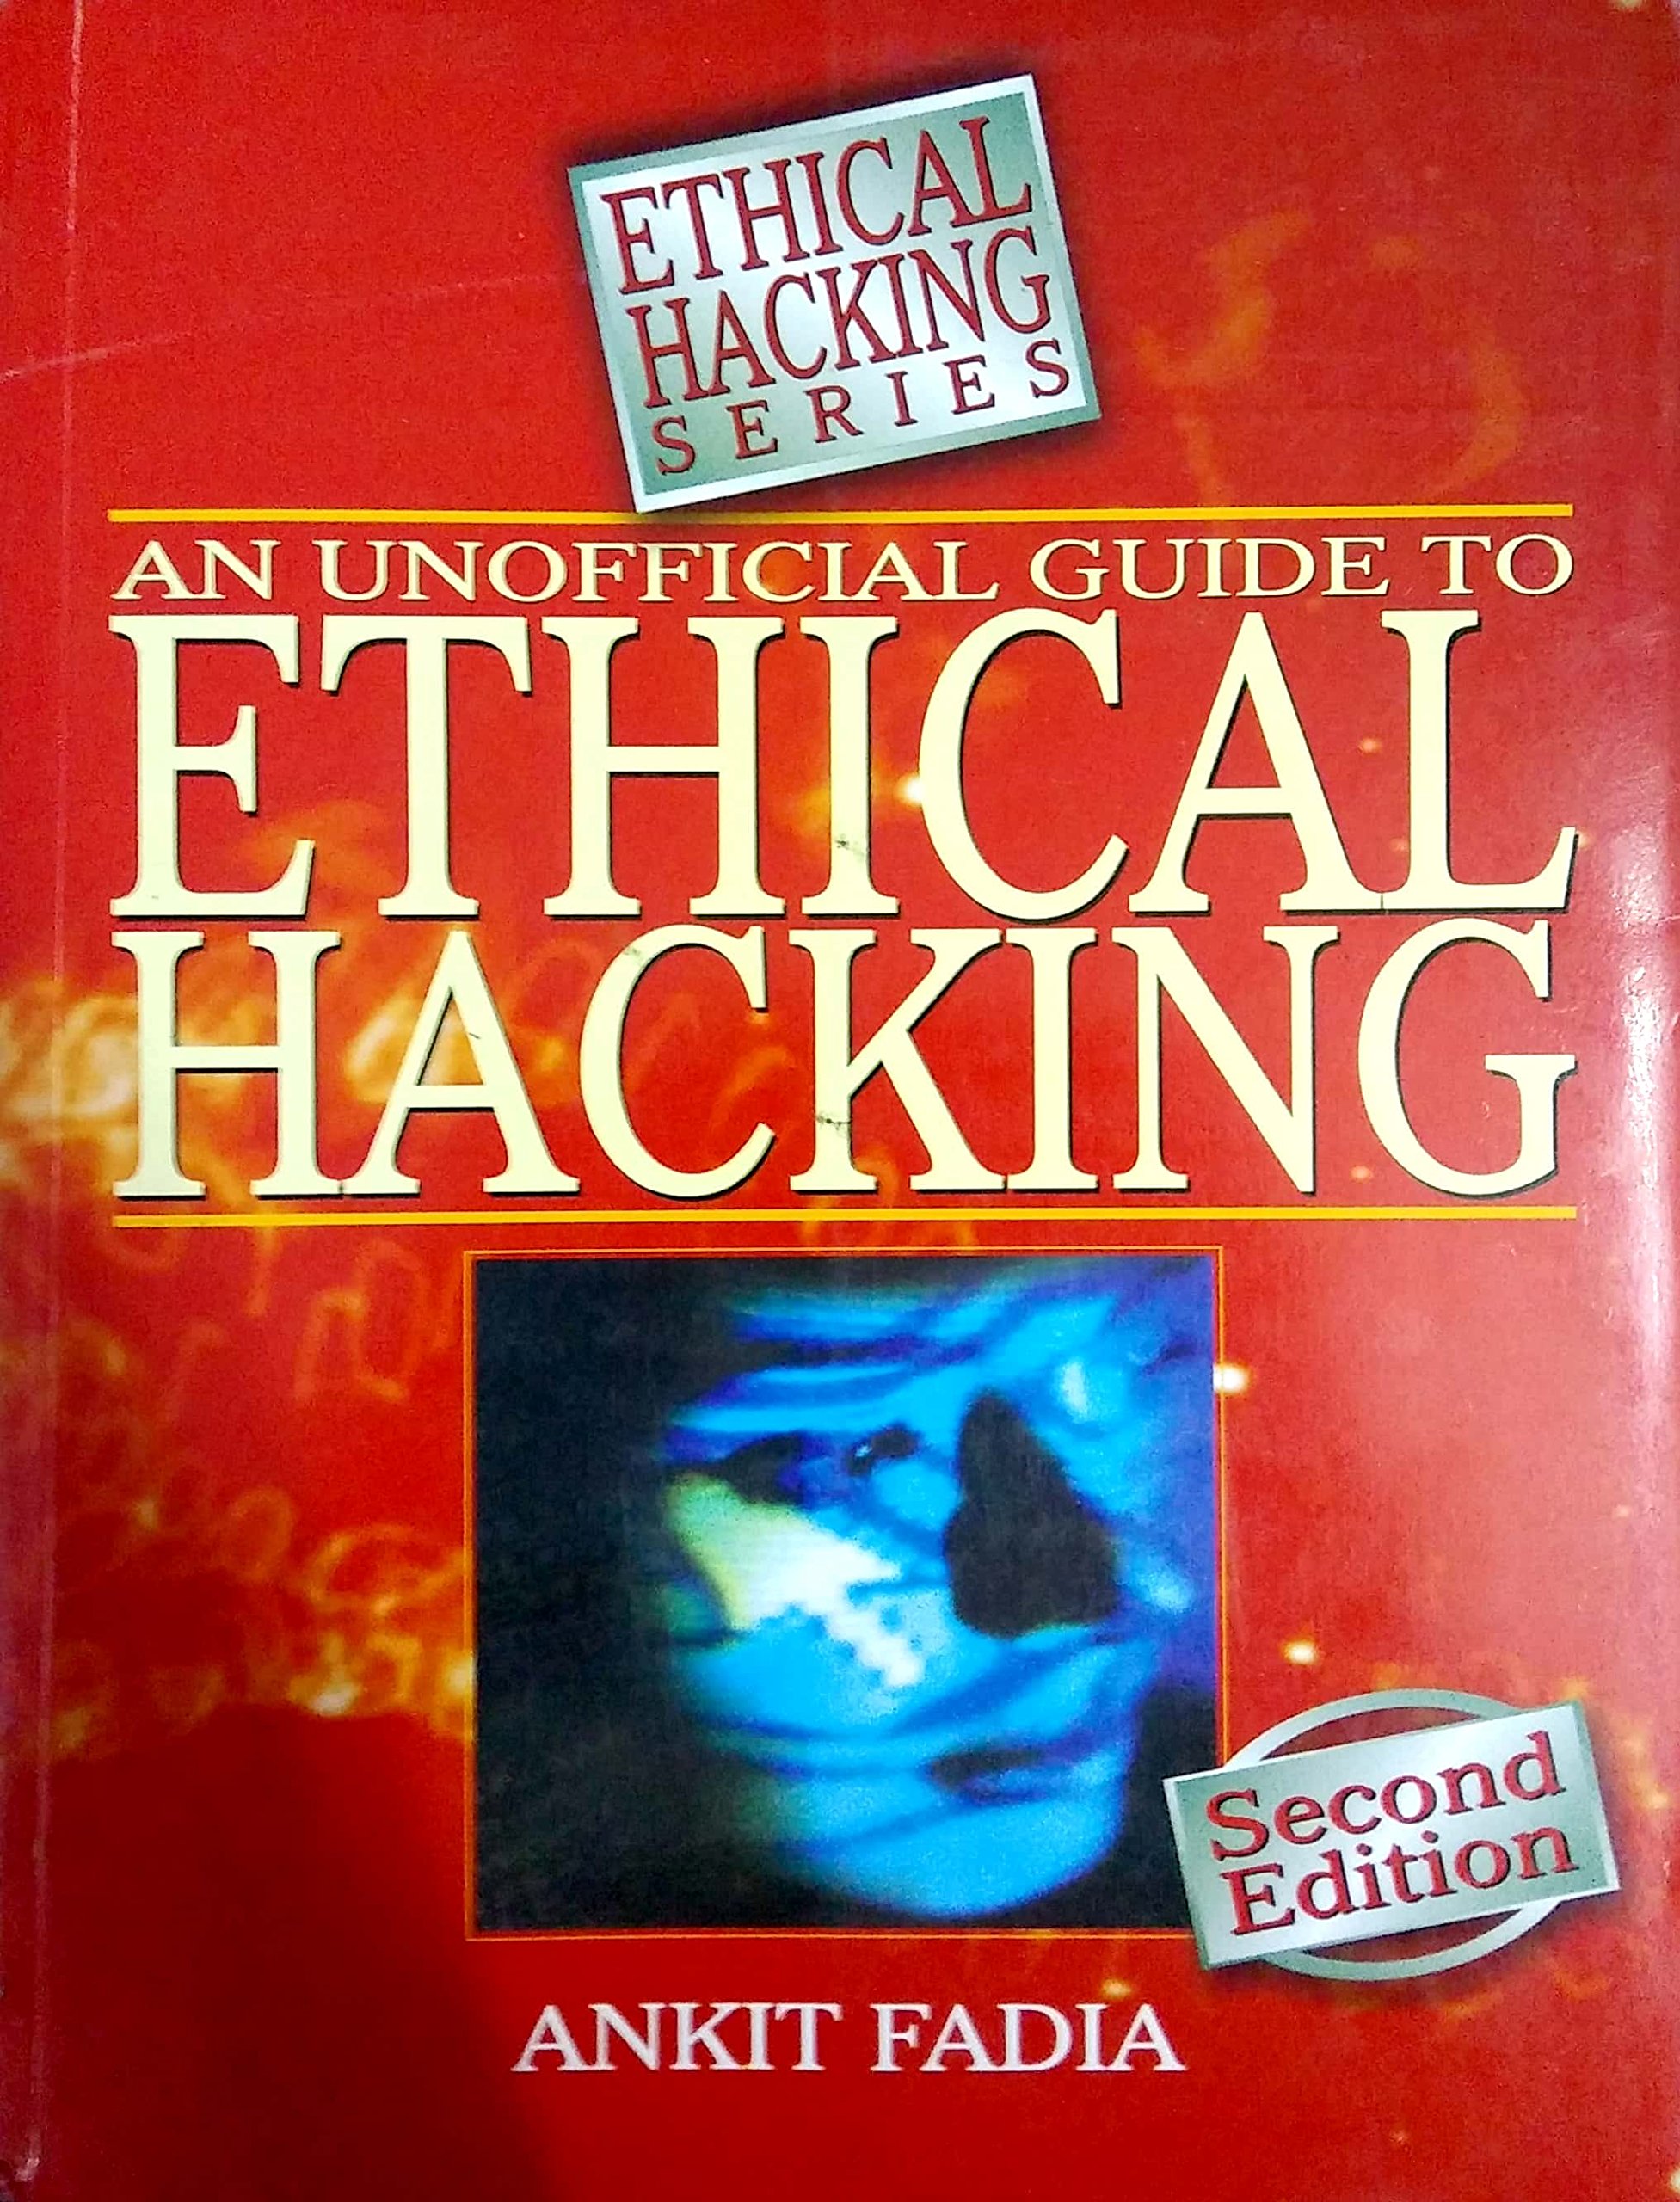 ETHICAL
HACKING
SERIES
AN UNOFFICIAL GUIDE TO
ETHICAL
HACKING
Second
Edition
ANKIT FADIA